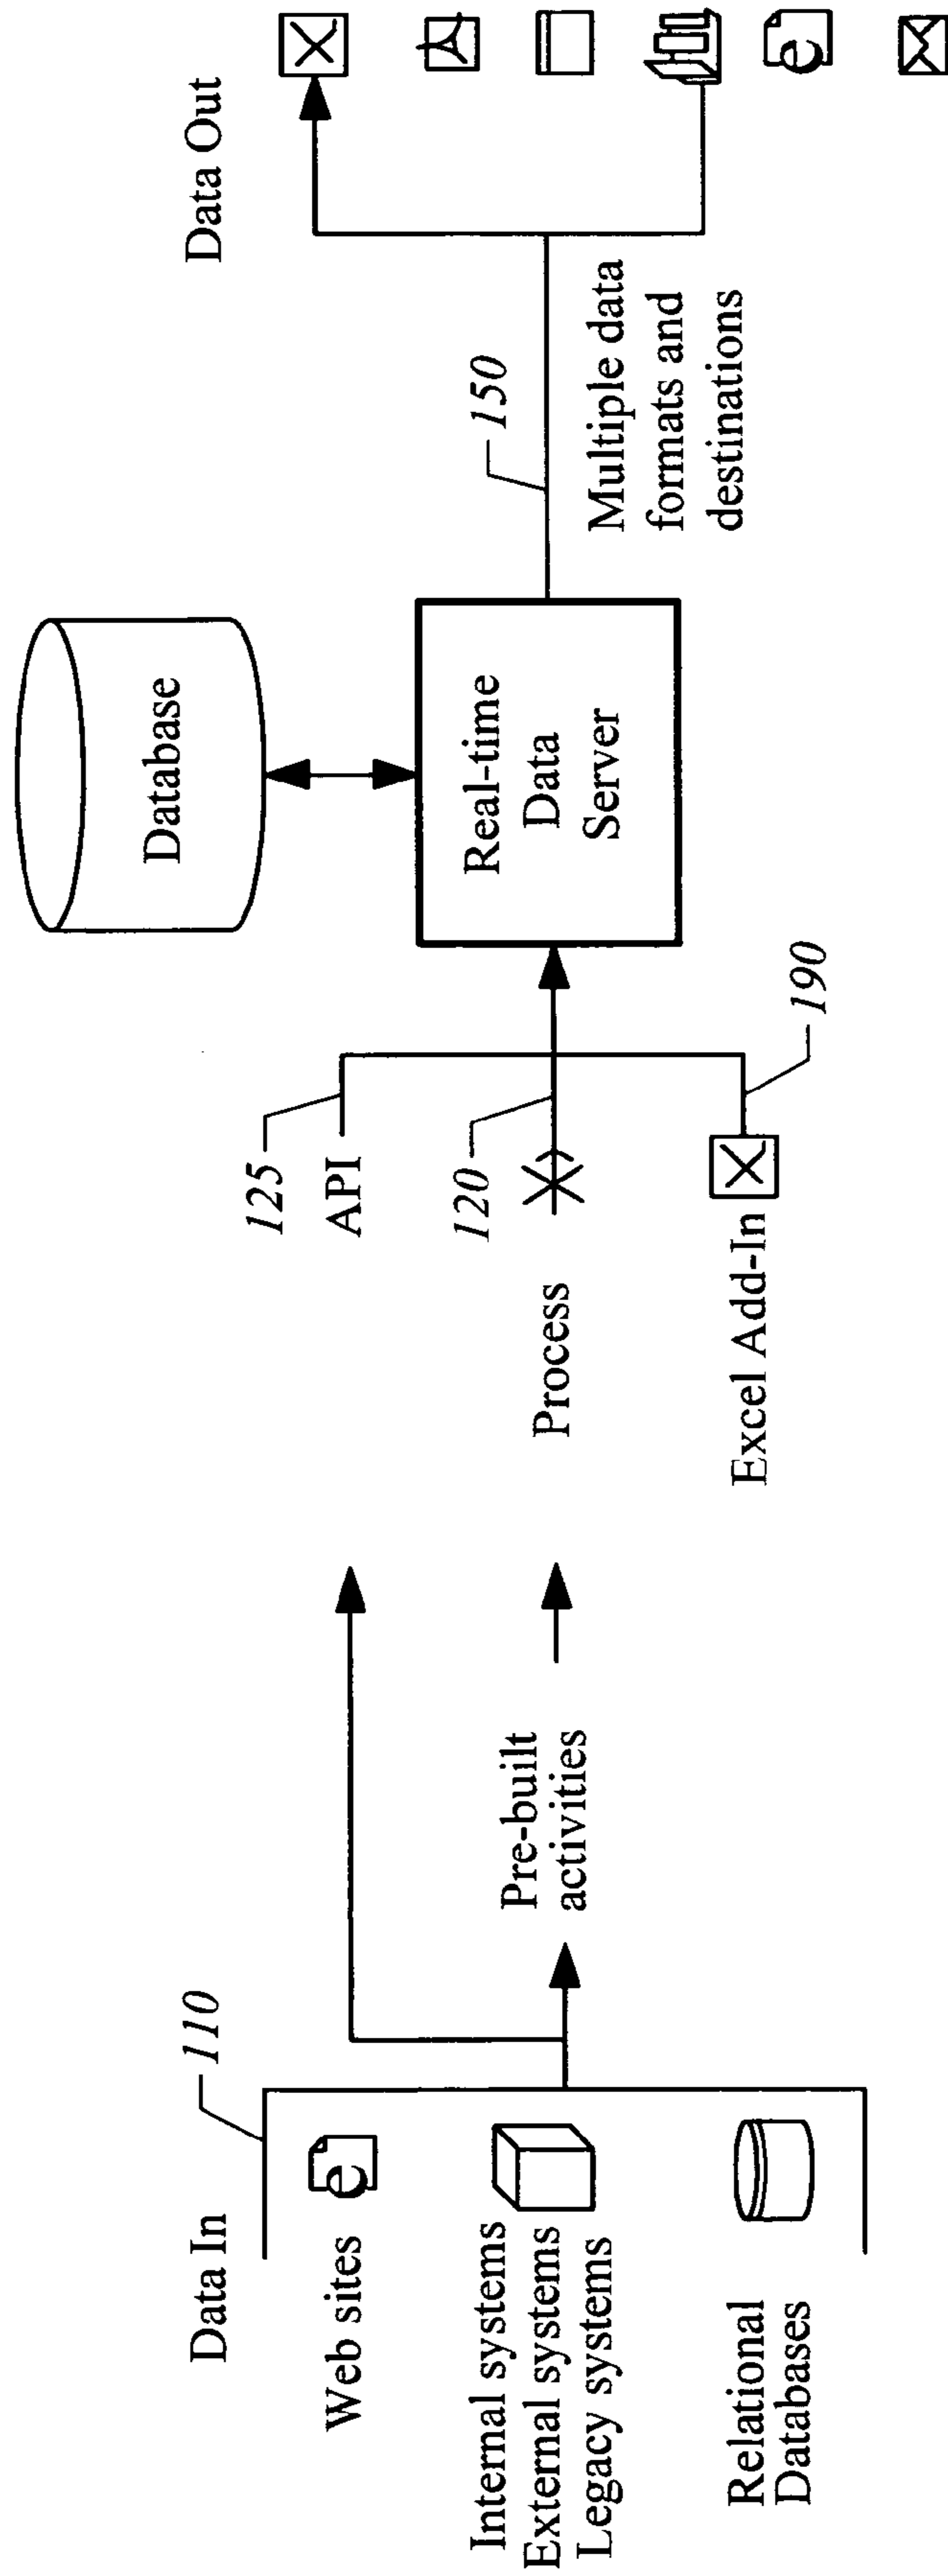 Data In
110
Web sites
Internal systems
External systems
Legacy systems
Relational
Databases
Pre-built
activities
125
API
120
Process
190
Excel Add-In
Database
Real-time
Data
Server
150
Multiple data
formats and
destinations
Data Out
e
e